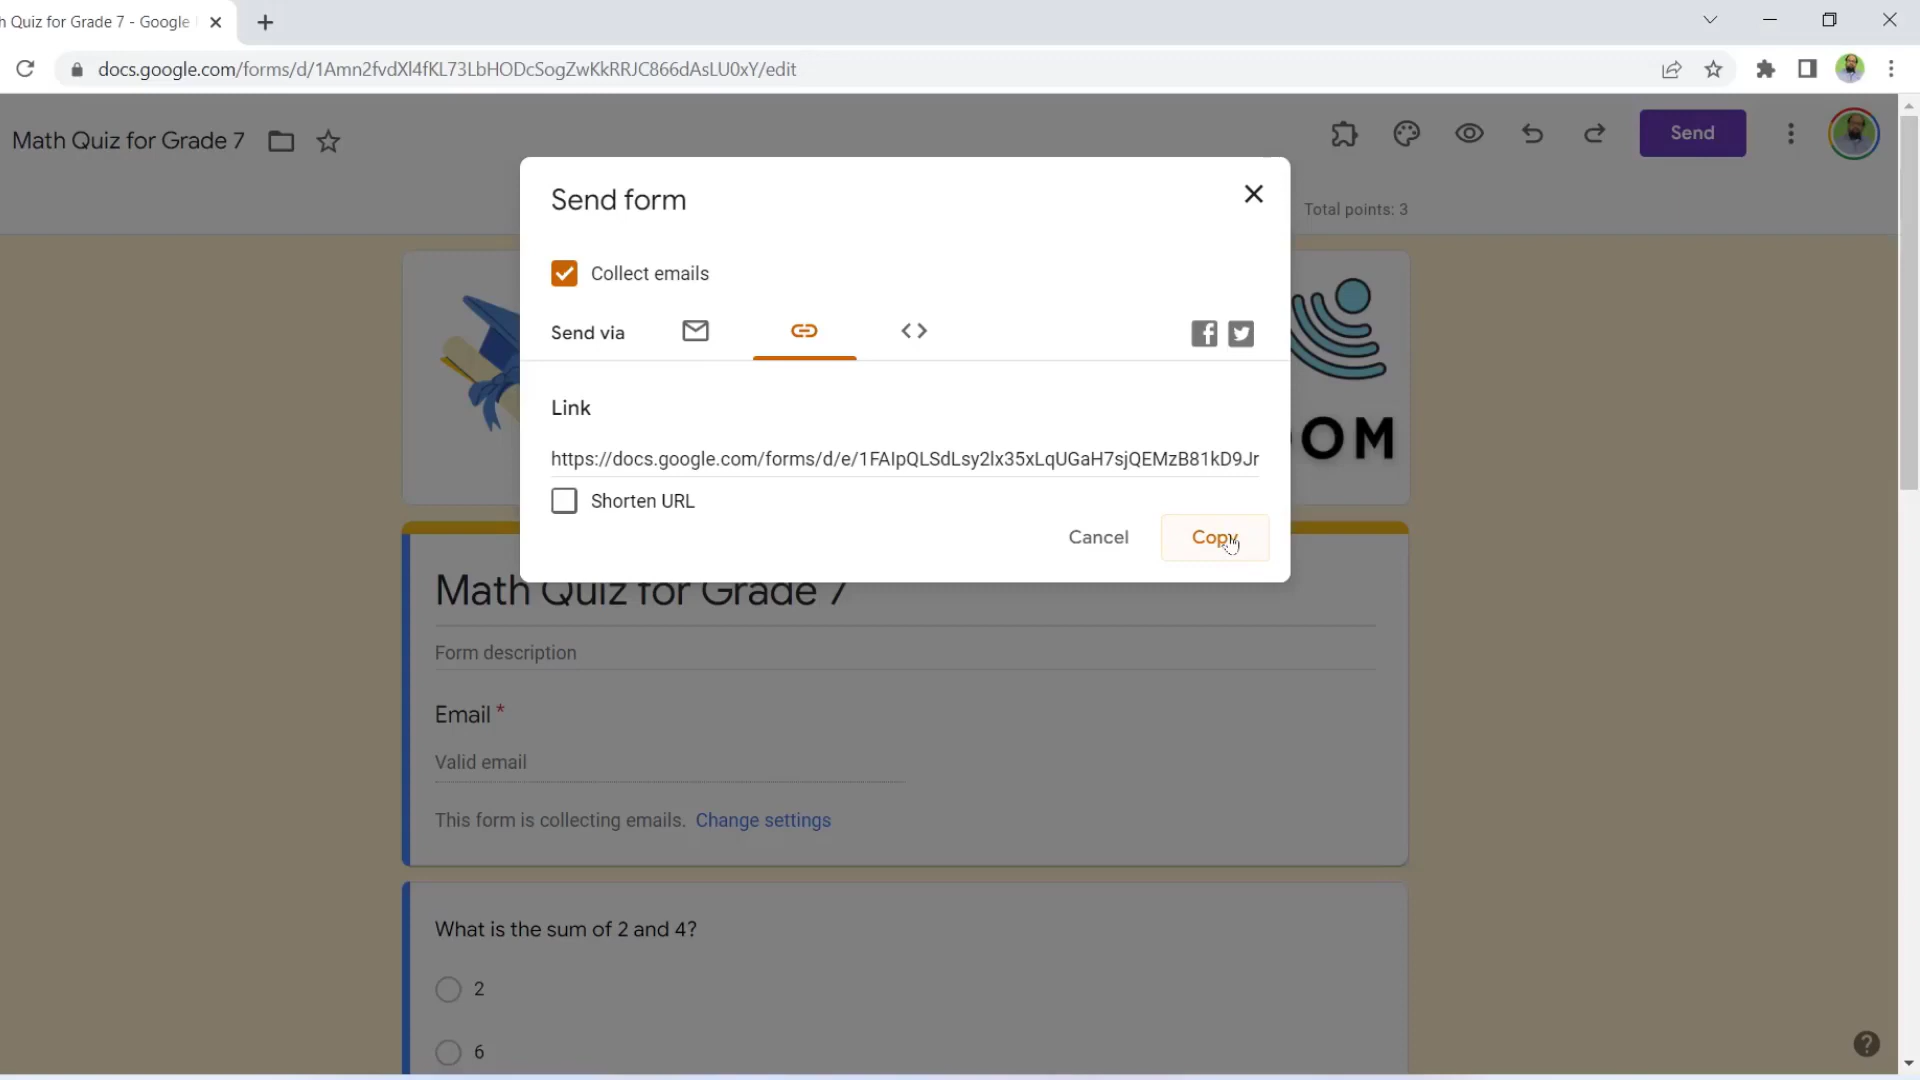 h Quiz for Grade 7 - Google
docs.google.com/forms/d/1Amn2fvdXl4fKL73LbHODcSogZwKkRRJC866dAsLU0xY/edit
Math Quiz for Grade 7
Send
Total points: 3
Send form
Collect emails
Send via
Link
https://docs.google.com/forms/d/e/1FAIpQLSdLsy2lx35xLqUGaH7sjQEMzB81kD9Jr
Shorten URL
Cancel
Copy
OM
Math Quiz for Grade 7
Form description
Email *
Valid email
This form is collecting emails. Change settings
What is the sum of 2 and 4?
2
6